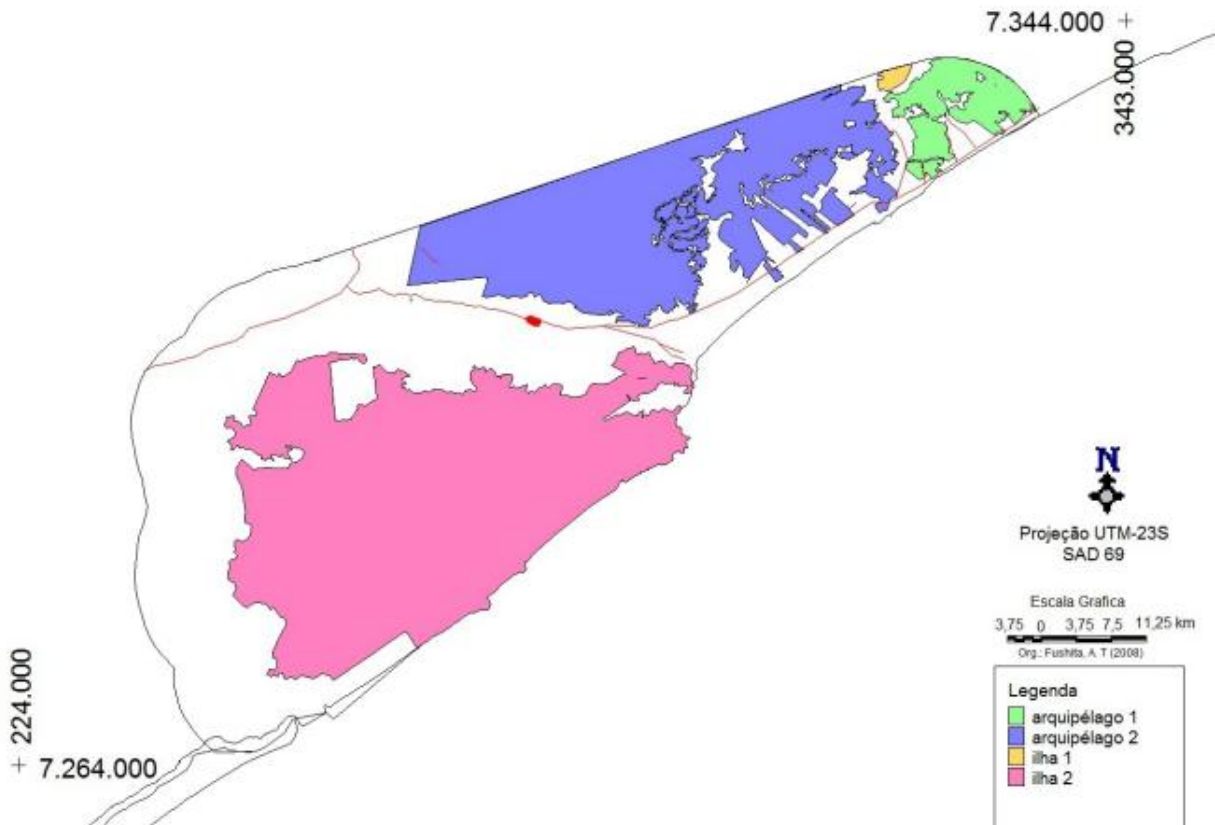 7.344.000
343.000
N
Projeção UTM-23S
SAD 69
Escala Grafica
3,75 0 3,75 7,5 11,25 km
Org.: Fushita, A. T (2008)
Legenda
arquipélago 1
arquipélago 2
ilha 1
ilha 2
224.000
7.264.000